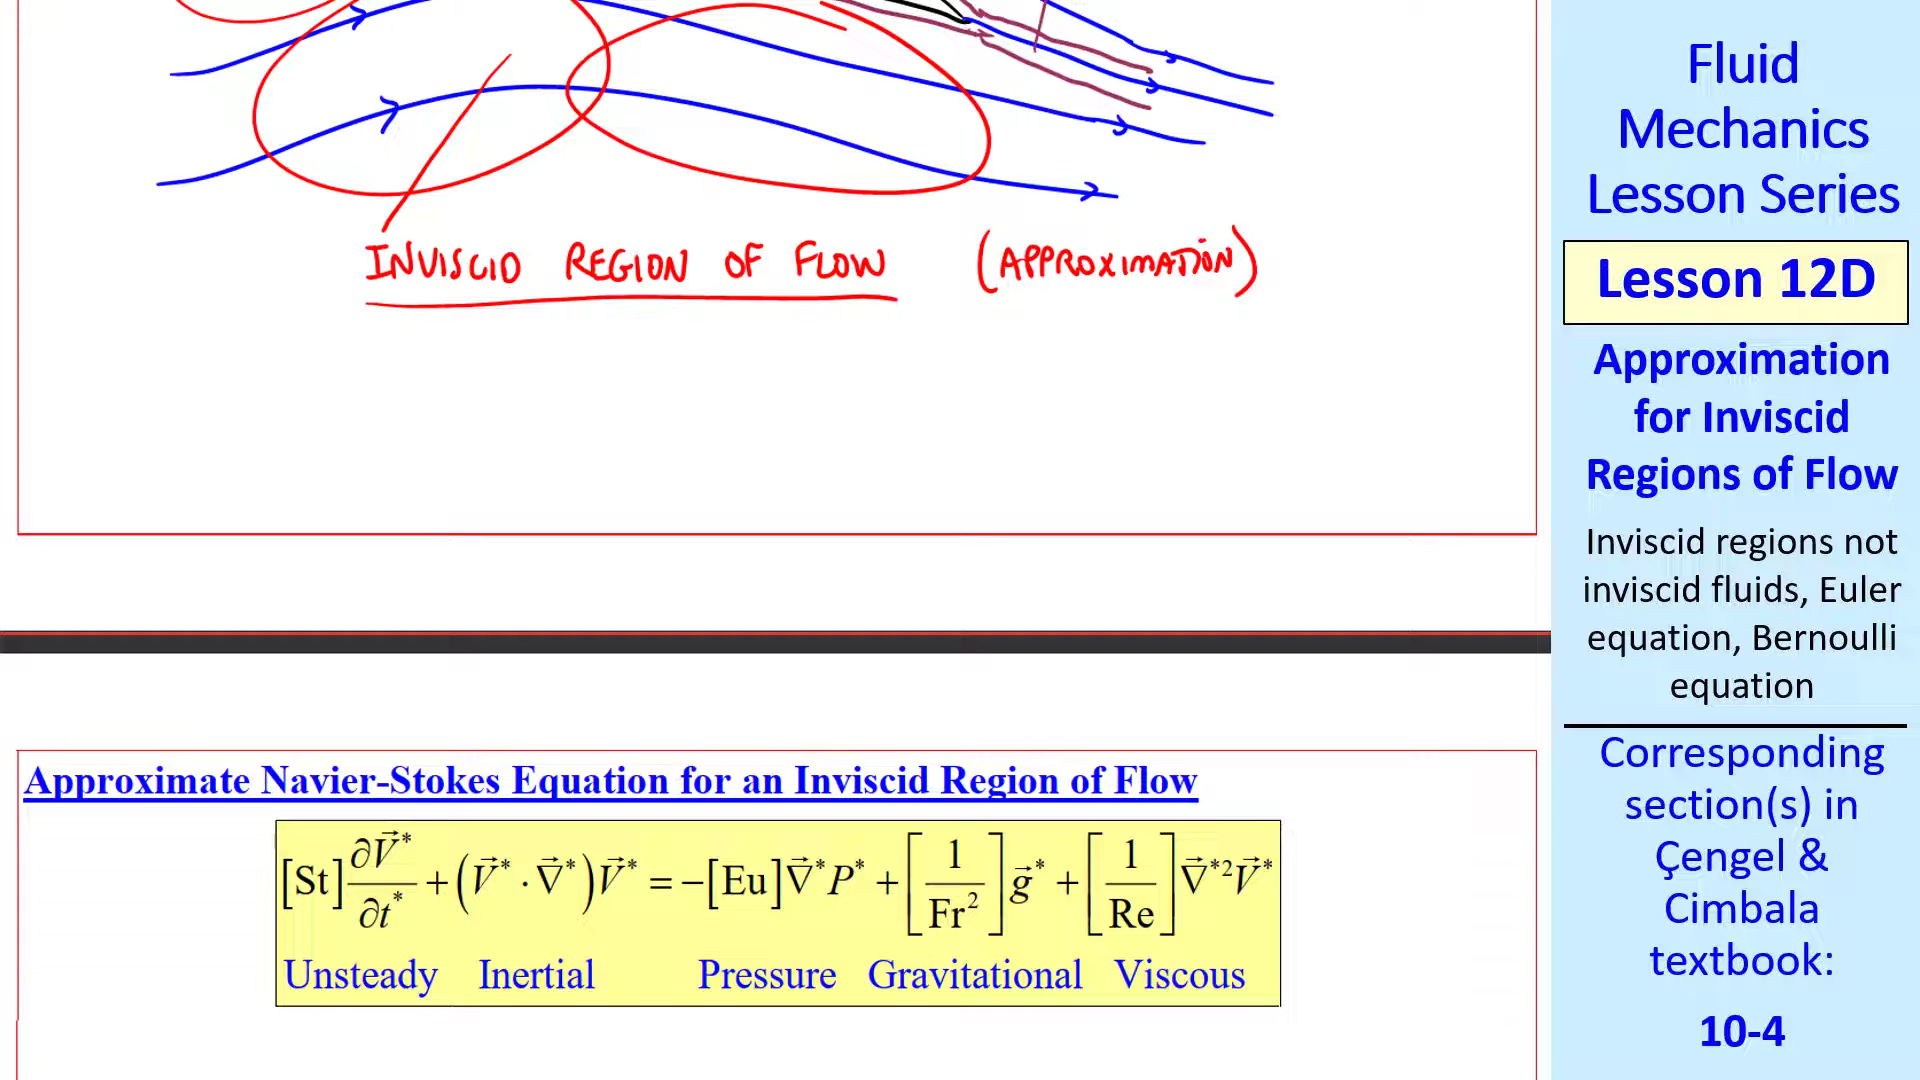 INVISCID REGION OF FLOW (APPROXIMATION)
Approximate Navier-Stokes Equation for an Inviscid Region of Flow
[St] ∂V⃗*/∂t* + (V⃗*·∇⃗*)V⃗* = −[Eu]∇⃗*P* + [1/Fr²]g⃗* + [1/Re]∇⃗*²V⃗*
Unsteady Inertial Pressure Gravitational Viscous
Fluid
Mechanics
Lesson Series
Lesson 12D
Approximation
for Inviscid
Regions of Flow
Inviscid regions not
inviscid fluids, Euler
equation, Bernoulli
equation
Corresponding
section(s) in
Çengel &
Cimbala
textbook:
10-4